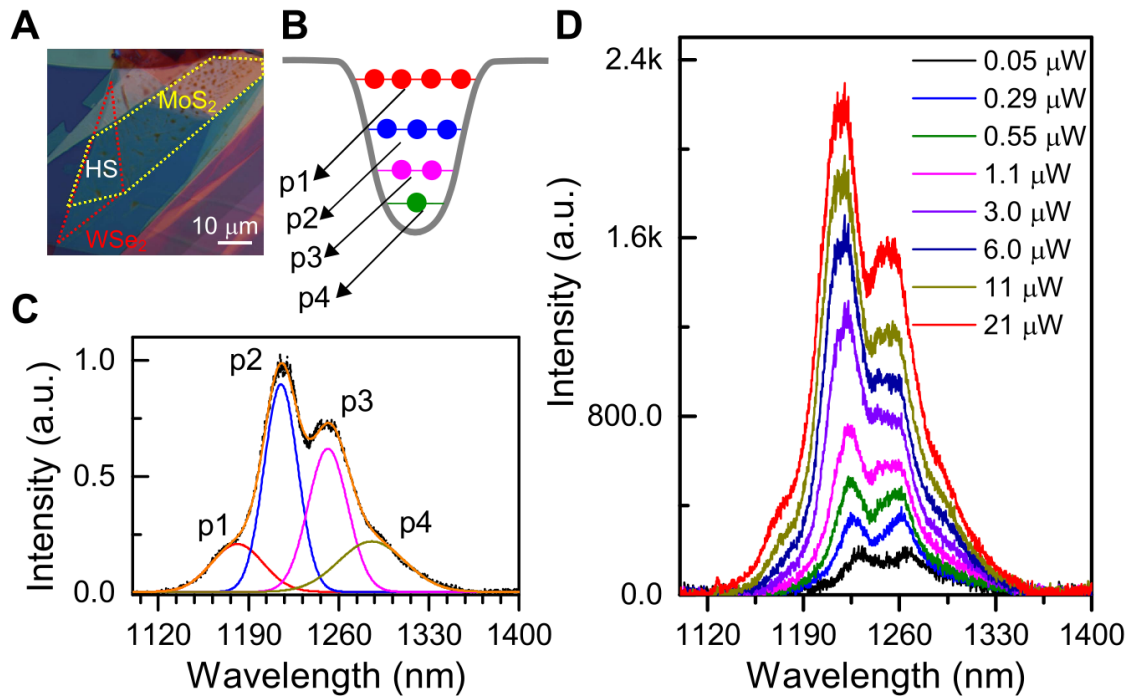 A
MoS₂
HS
WSe₂
10 μm
B
p1
p2
p3
p4
C
Intensity (a.u.)
1.0
0.5
0.0
p1
p2
p3
p4
1120 1190 1260 1330 1400
Wavelength (nm)
D
Intensity (a.u.)
2.4k
1.6k
800.0
0.0
0.05 μW
0.29 μW
0.55 μW
1.1 μW
3.0 μW
6.0 μW
11 μW
21 μW
1120 1190 1260 1330 1400
Wavelength (nm)